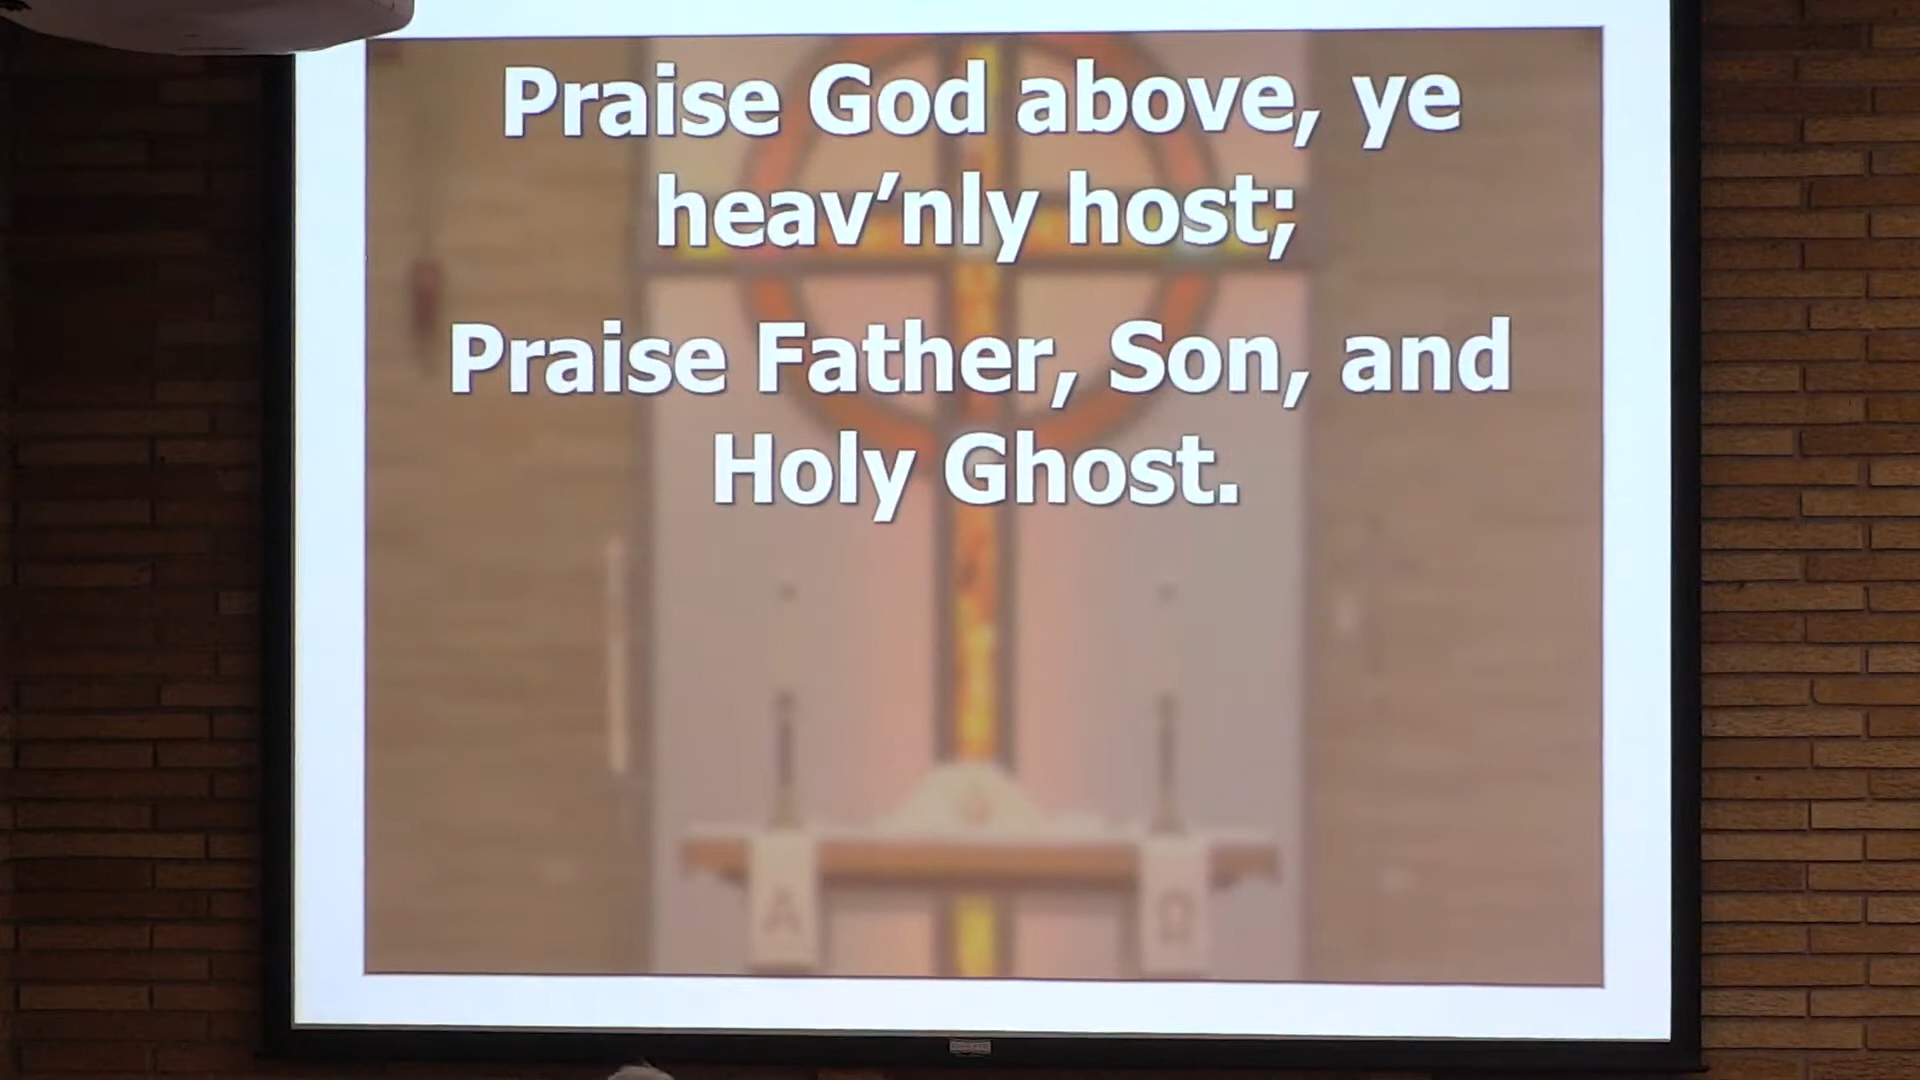 Praise God above, ye
heav’nly host;
Praise Father, Son, and
Holy Ghost.
A
Ω